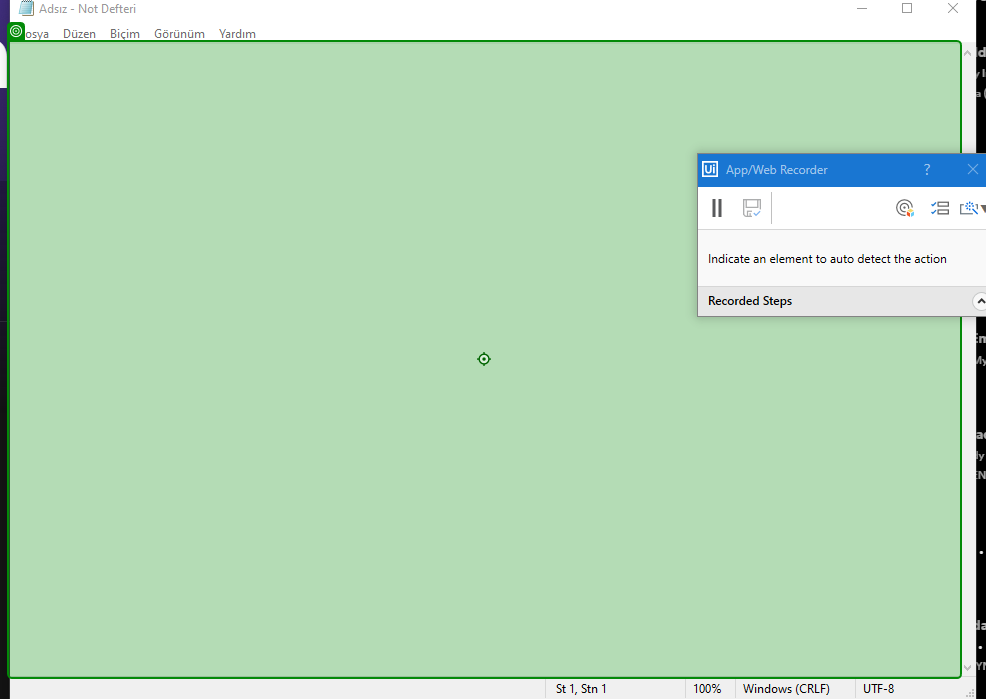 Adsız - Not Defteri
osya Düzen Biçim Görünüm Yardım
Ui App/Web Recorder ?
Indicate an element to auto detect the action
Recorded Steps
St 1, Stn 1 100% Windows (CRLF) UTF-8